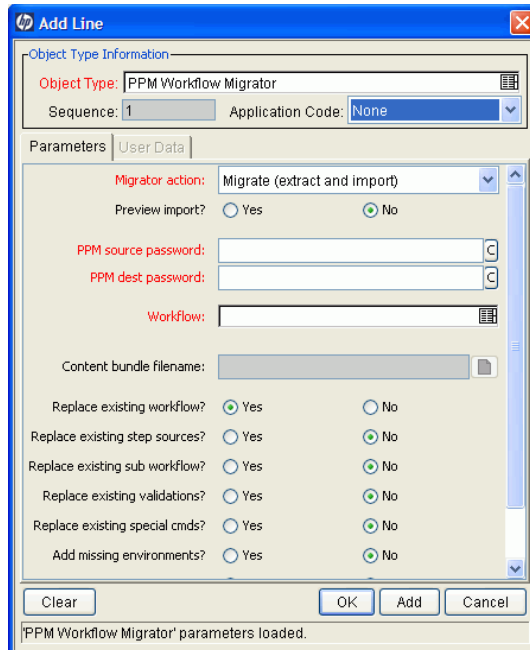 hp Add Line
Object Type Information
Object Type: PPM Workflow Migrator
Sequence: 1 Application Code: None
Parameters User Data
Migrator action: Migrate (extract and import)
Preview import? Yes No
PPM source password: C
PPM dest password: C
Workflow:
Content bundle filename:
Replace existing workflow? Yes No
Replace existing step sources? Yes No
Replace existing sub workflow? Yes No
Replace existing validations? Yes No
Replace existing special cmds? Yes No
Add missing environments? Yes No
Clear OK Add Cancel
'PPM Workflow Migrator' parameters loaded.